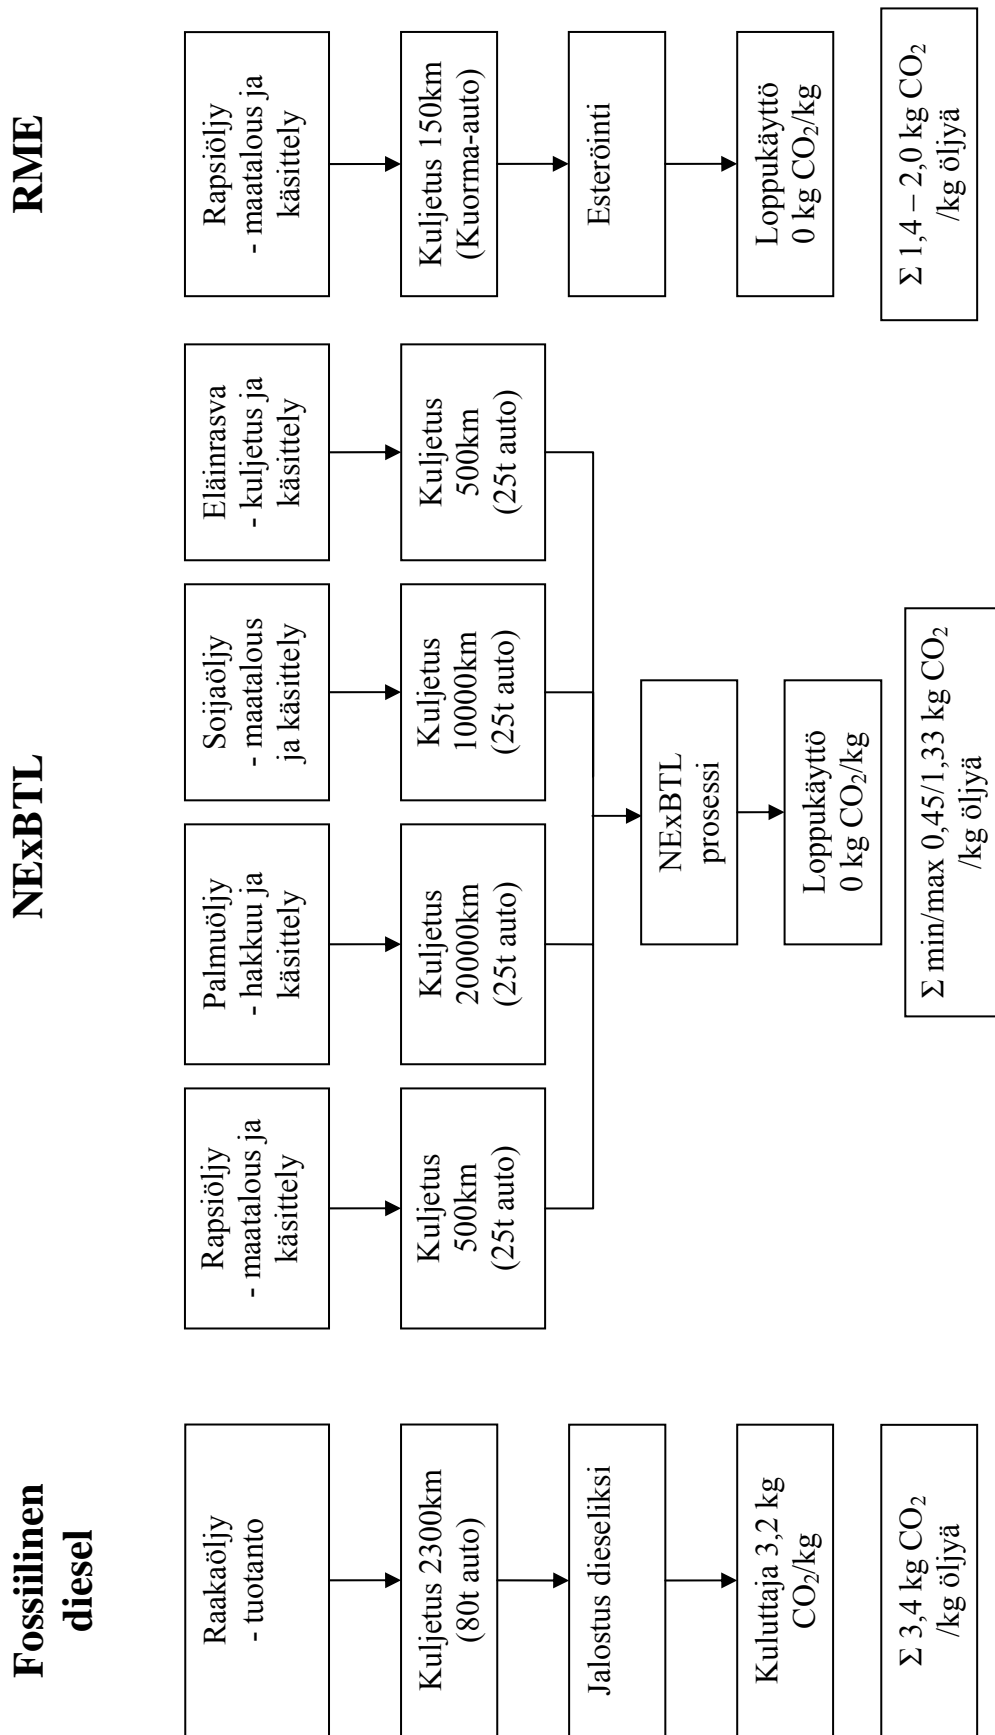 Fossiilinen
diesel
Raakaöljy
- tuotanto
Kuljetus 2300km
(80t auto)
Jalostus dieseliksi
Kuluttaja 3,2 kg
CO₂/kg
Σ 3,4 kg CO₂
/kg öljyä
NExBTL
Rapsiöljy
- maatalous ja
käsittely
Kuljetus
500km
(25t auto)
Palmuöljy
- hakkuu ja
käsittely
Kuljetus
20000km
(25t auto)
Soijaöljy
- maatalous
ja käsittely
Kuljetus
10000km
(25t auto)
Eläinrasva
- kuljetus ja
käsittely
Kuljetus
500km
(25t auto)
NExBTL
prosessi
Loppukäyttö
0 kg CO₂/kg
Σ min/max 0,45/1,33 kg CO₂
/kg öljyä
RME
Rapsiöljy
- maatalous ja
käsittely
Kuljetus 150km
(Kuorma-auto)
Esteröinti
Loppukäyttö
0 kg CO₂/kg
Σ 1,4 – 2,0 kg CO₂
/kg öljyä